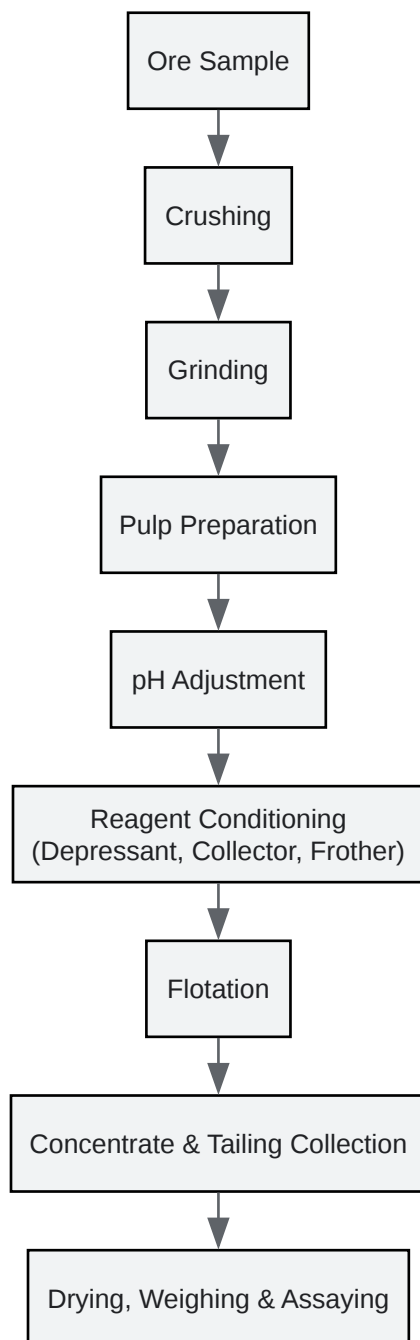 Ore Sample
Crushing
Grinding
Pulp Preparation
pH Adjustment
Reagent Conditioning
(Depressant, Collector, Frother)
Flotation
Concentrate & Tailing Collection
Drying, Weighing & Assaying